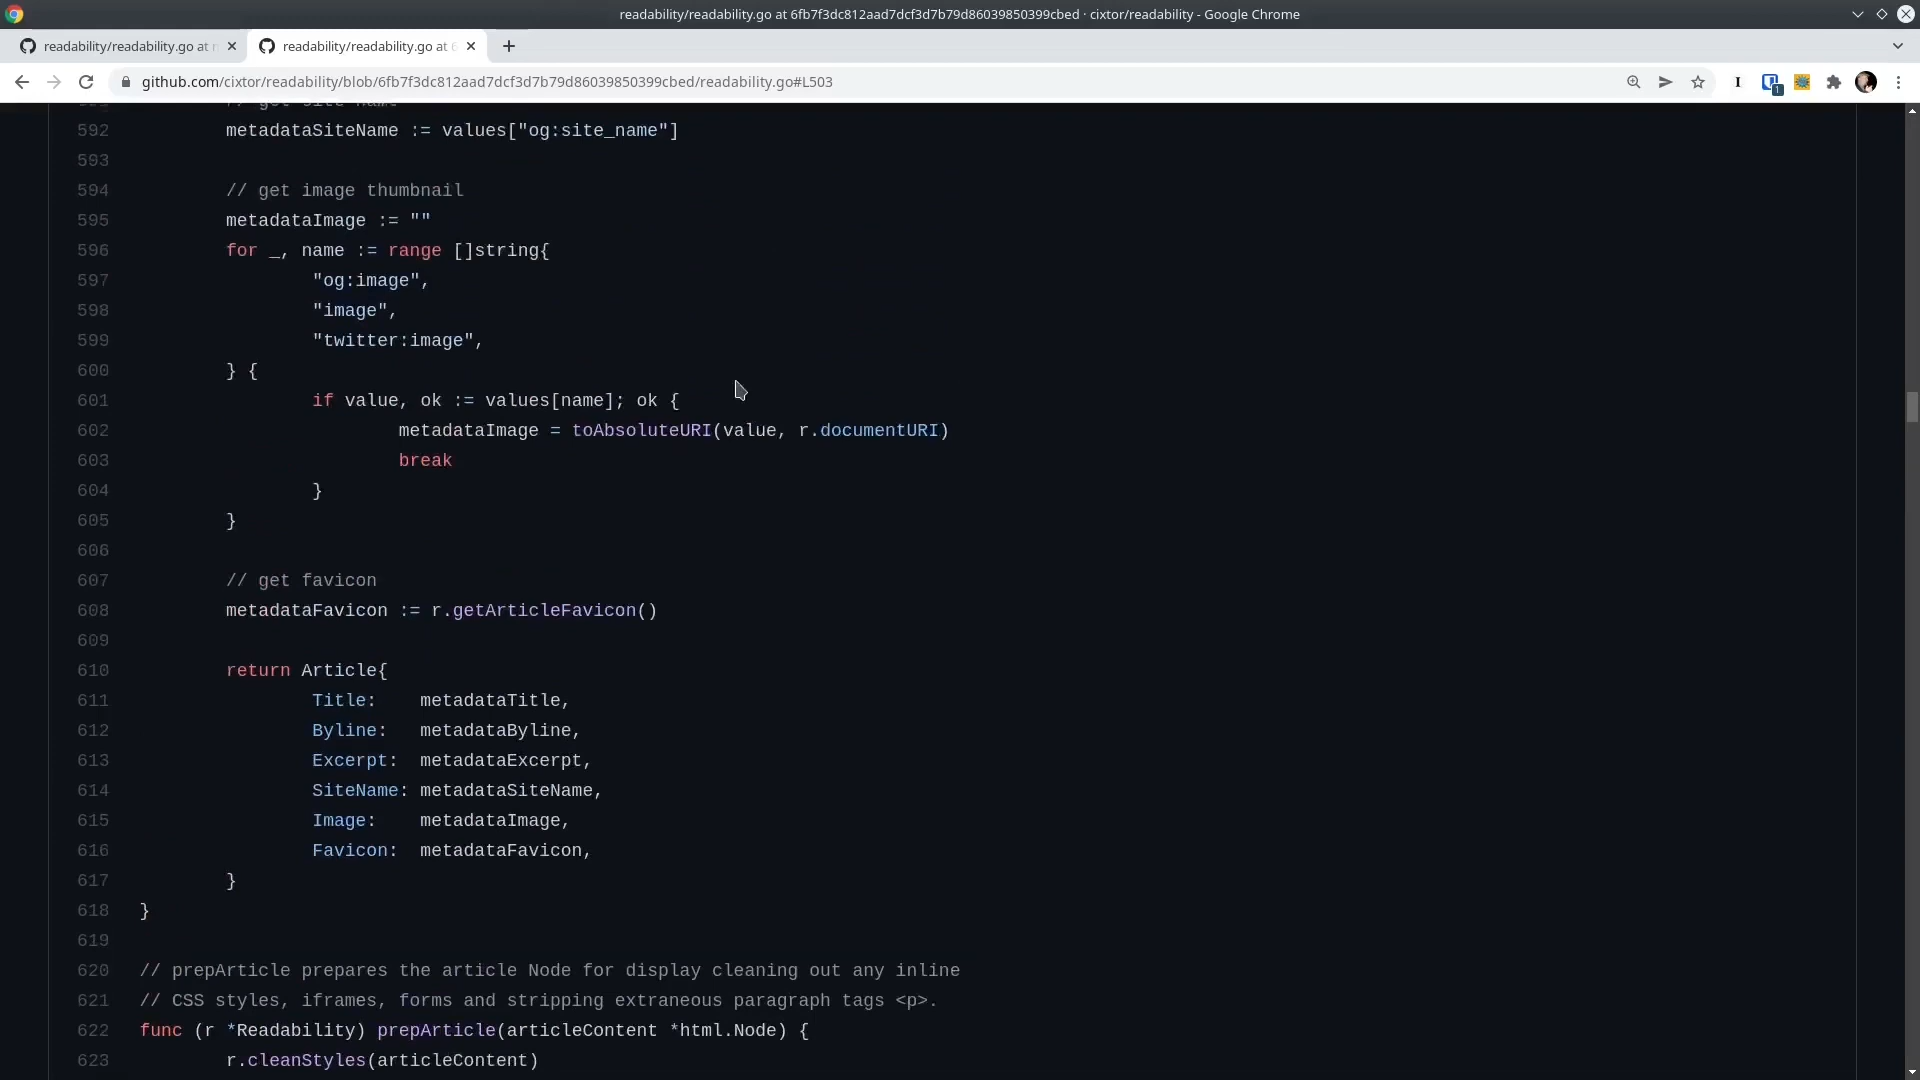 readability/readability.go at 6fb7f3dc812aad7dcf3d7b79d86039850399cbed · cixtor/readability - Google Chrome
readability/readability.go at
readability/readability.go at 6
github.com/cixtor/readability/blob/6fb7f3dc812aad7dcf3d7b79d86039850399cbed/readability.go#L503
I
1
592 metadataSiteName := values["og:site_name"]
593
594 // get image thumbnail
595 metadataImage := ""
596 for _, name := range []string{
597 "og:image",
598 "image",
599 "twitter:image",
600 } {
601 if value, ok := values[name]; ok {
602 metadataImage = toAbsoluteURI(value, r.documentURI)
603 break
604 }
605 }
606
607 // get favicon
608 metadataFavicon := r.getArticleFavicon()
609
610 return Article{
611 Title: metadataTitle,
612 Byline: metadataByline,
613 Excerpt: metadataExcerpt,
614 SiteName: metadataSiteName,
615 Image: metadataImage,
616 Favicon: metadataFavicon,
617 }
618 }
619
620 // prepArticle prepares the article Node for display cleaning out any inline
621 // CSS styles, iframes, forms and stripping extraneous paragraph tags <p>.
622 func (r *Readability) prepArticle(articleContent *html.Node) {
623 r.cleanStyles(articleContent)